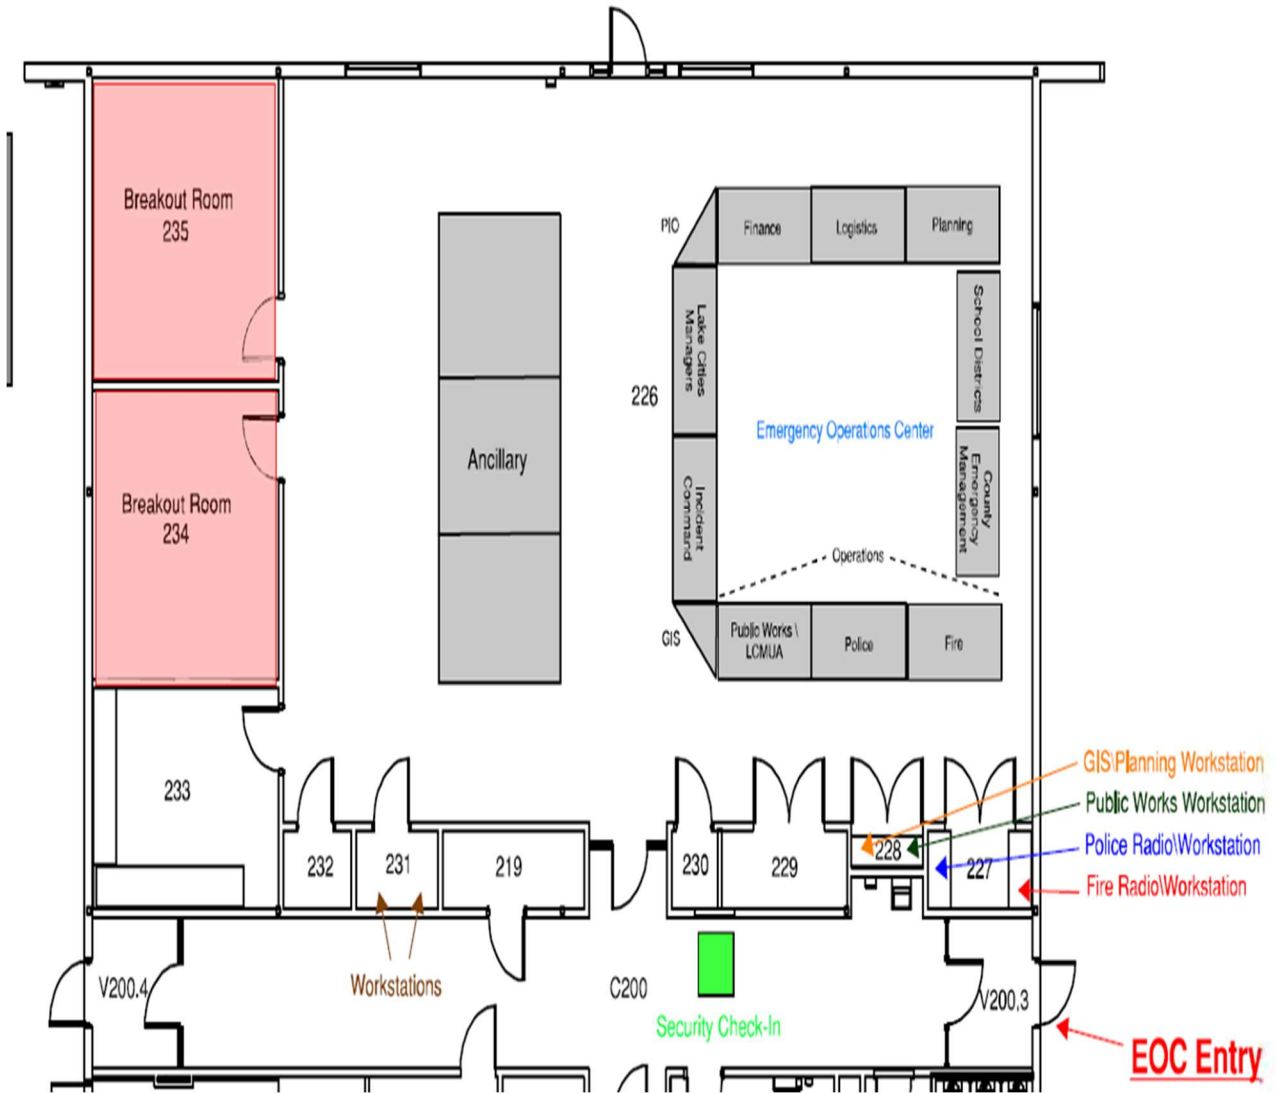 Breakout Room
235
Breakout Room
234
233
Ancillary
226
PIO
Finance
Logistics
Planning
Lake Cities
Managers
School Districts
Emergency Operations Center
Incident
Command
County
Emergency
Management
Operations
GIS
Public Works \
LCMUA
Police
Fire
232
231
219
230
229
228
227
GIS\Planning Workstation
Public Works Workstation
Police Radio\Workstation
Fire Radio\Workstation
V200.4
Workstations
C200
Security Check-In
V200,3
EOC Entry